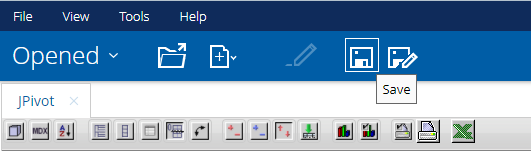 File View Tools Help
Opened
Save
JPivot
MDX